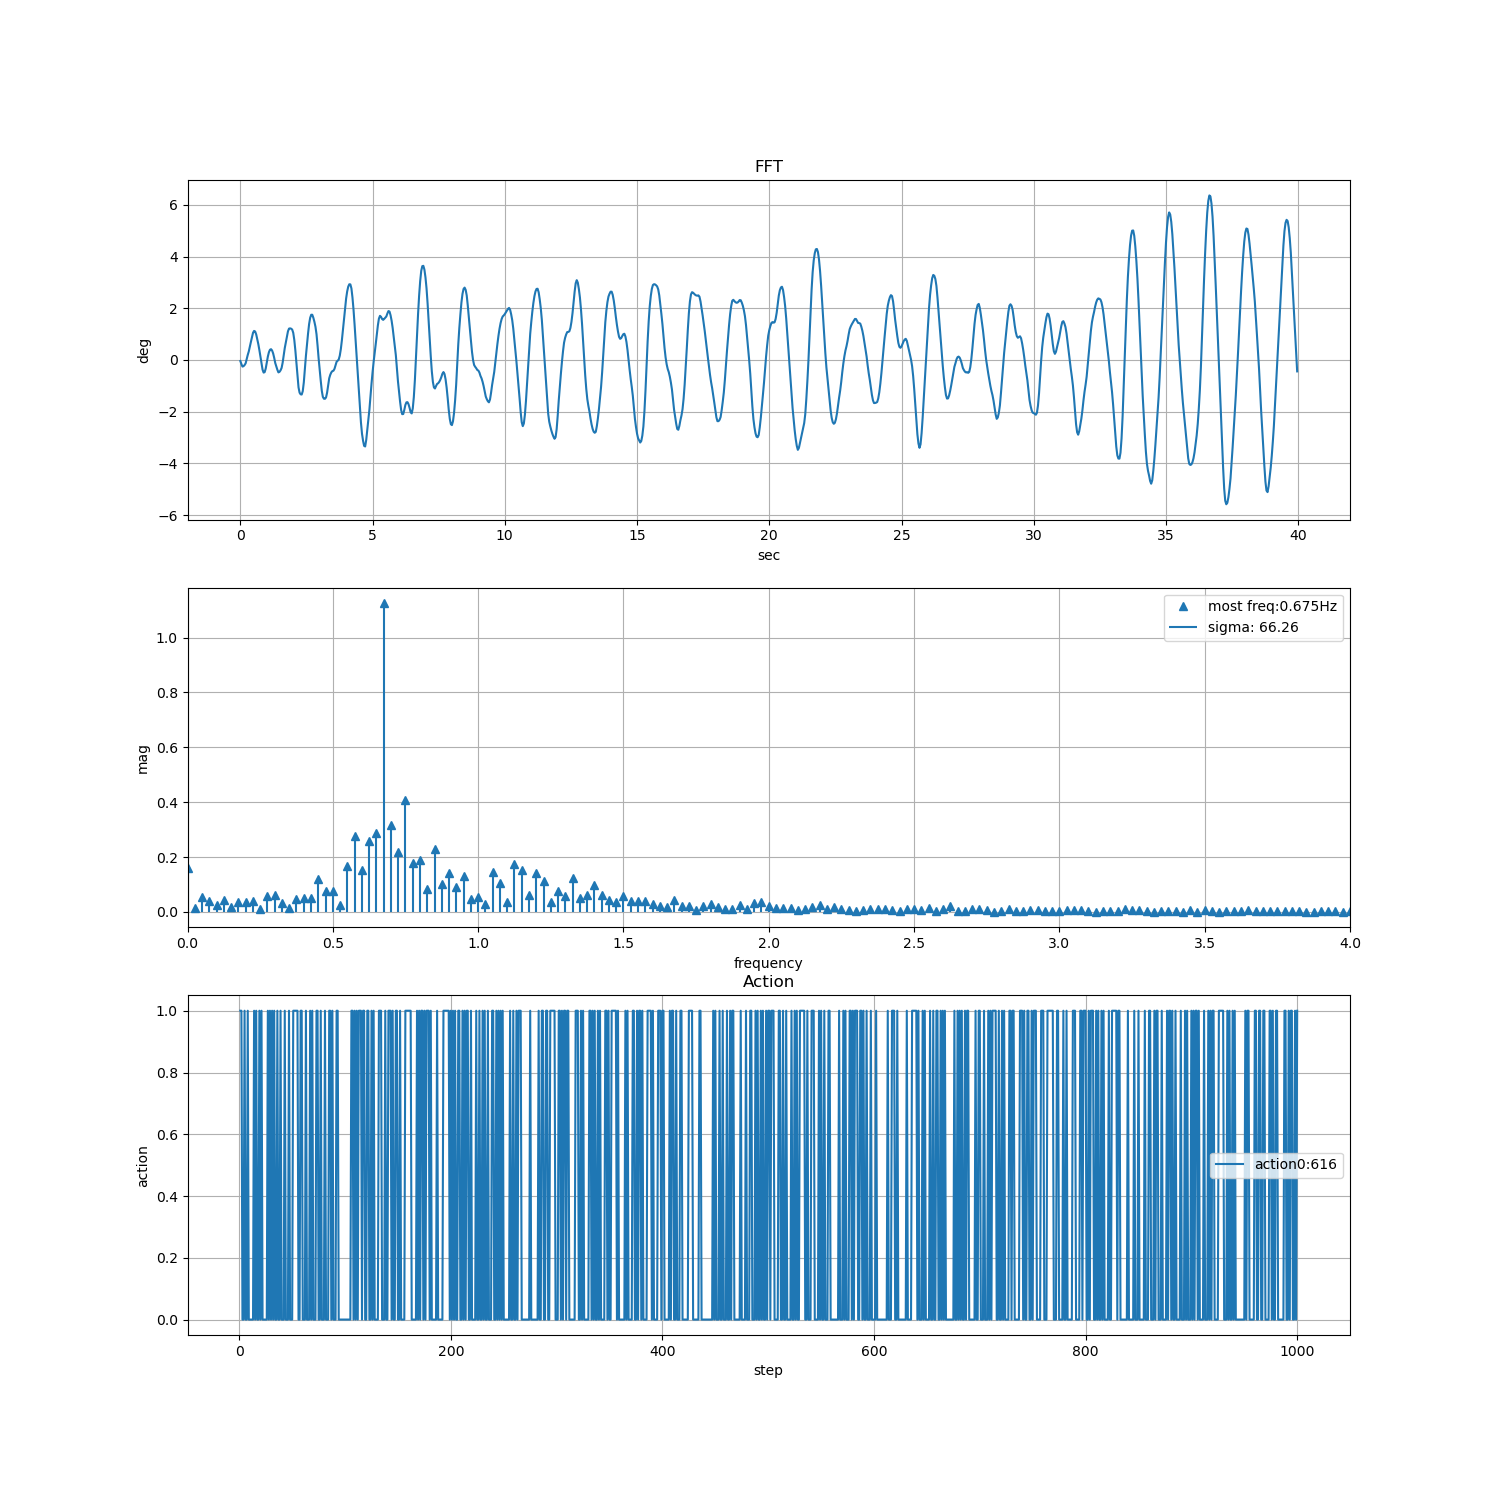 FFT
6
4
2
0
−2
−4
−6
deg
0 5 10 15 20 25 30 35 40
sec
most freq:0.675Hz
sigma: 66.26
1.0
0.8
0.6
0.4
0.2
0.0
mag
0.0 0.5 1.0 1.5 2.0 2.5 3.0 3.5 4.0
frequency
Action
1.0
0.8
0.6
0.4
0.2
0.0
action
action0:616
0 200 400 600 800 1000
step